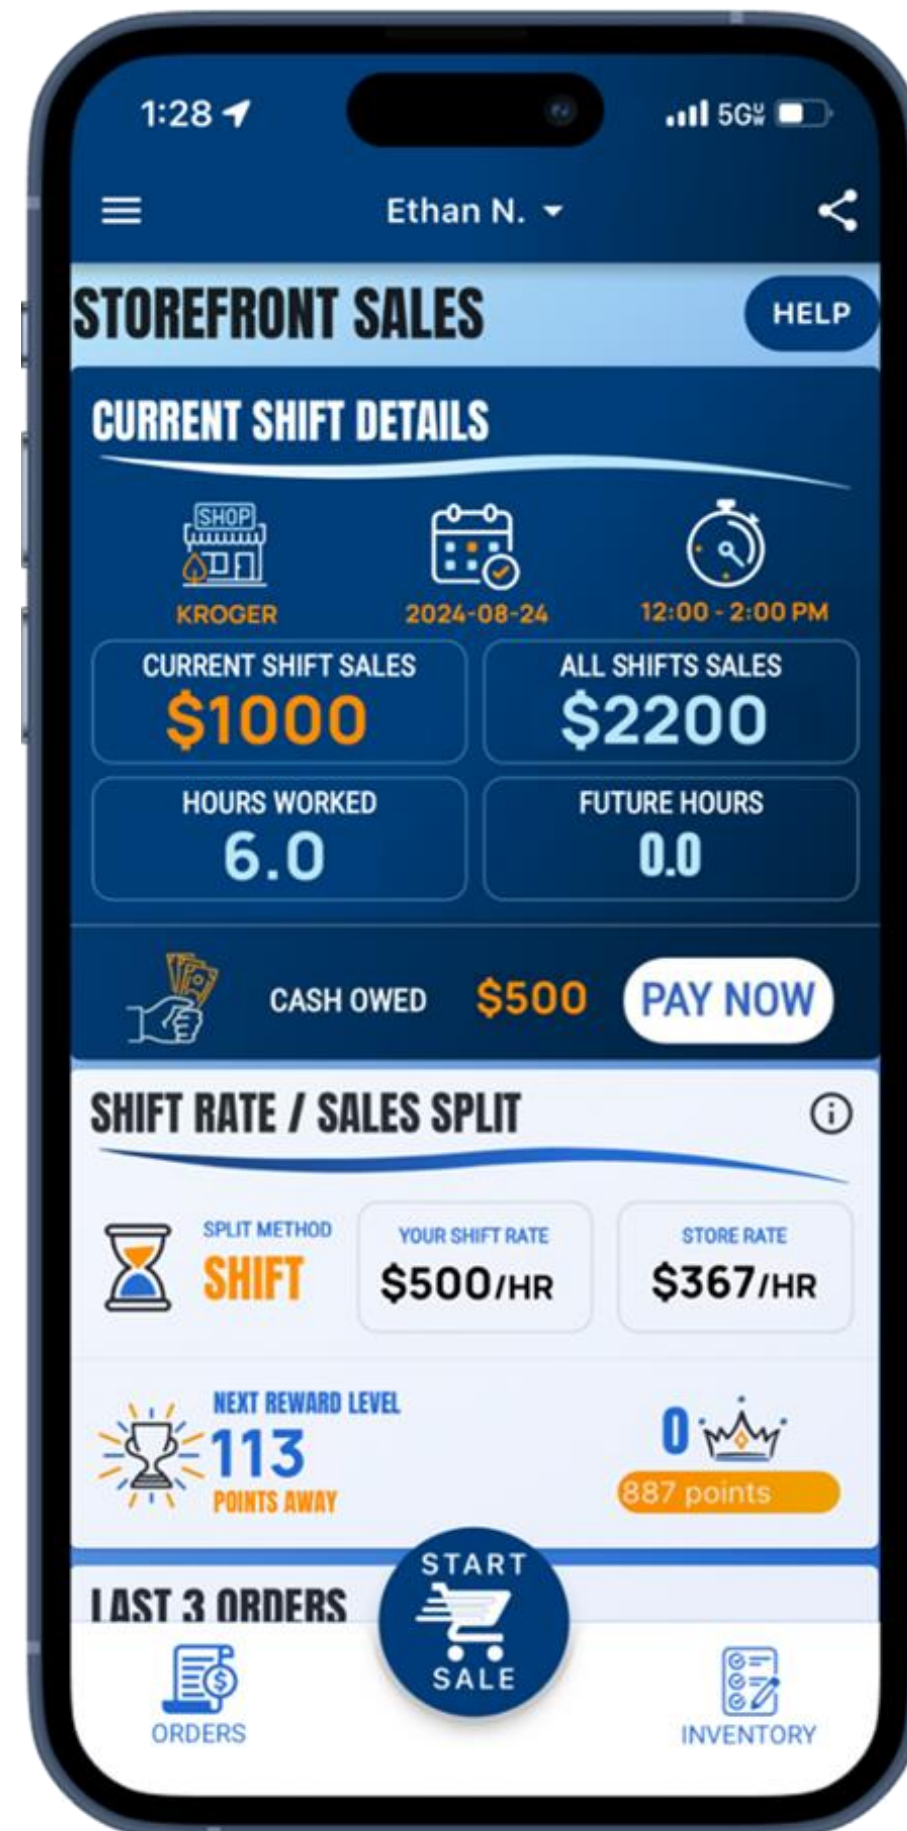 1:28
5GUW
Ethan N.
STOREFRONT SALES
HELP
CURRENT SHIFT DETAILS
SHOP
KROGER
2024-08-24
12:00 - 2:00 PM
CURRENT SHIFT SALES
$1000
ALL SHIFTS SALES
$2200
HOURS WORKED
6.0
FUTURE HOURS
0.0
CASH OWED
$500
PAY NOW
SHIFT RATE / SALES SPLIT
SPLIT METHOD
SHIFT
YOUR SHIFT RATE
$500/HR
STORE RATE
$367/HR
NEXT REWARD LEVEL
113
POINTS AWAY
0
887 points
LAST 3 ORDERS
START
SALE
ORDERS
INVENTORY